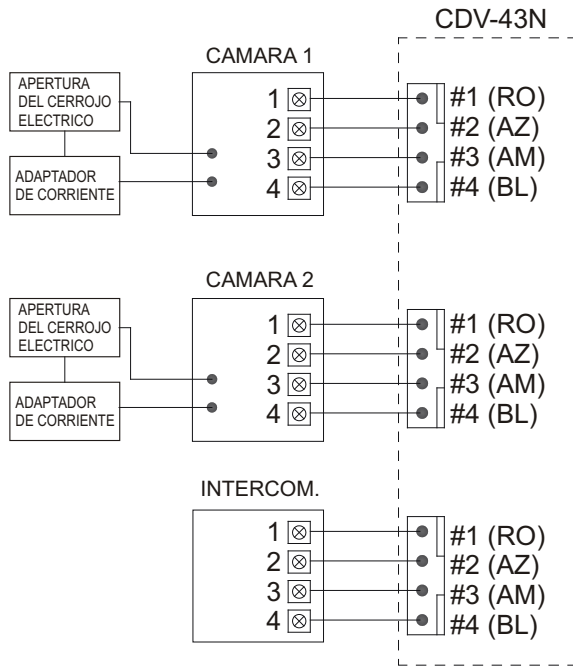 CDV-43N
CAMARA 1
APERTURA
DEL CERROJO
ELECTRICO
ADAPTADOR
DE CORRIENTE
1
2
3
4
#1 (RO)
#2 (AZ)
#3 (AM)
#4 (BL)
CAMARA 2
APERTURA
DEL CERROJO
ELECTRICO
ADAPTADOR
DE CORRIENTE
1
2
3
4
#1 (RO)
#2 (AZ)
#3 (AM)
#4 (BL)
INTERCOM.
1
2
3
4
#1 (RO)
#2 (AZ)
#3 (AM)
#4 (BL)